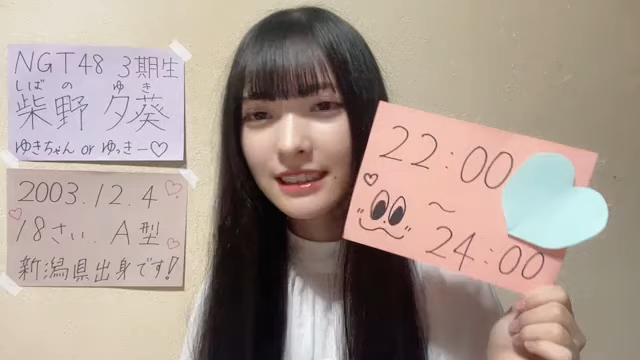 NGT48 3期生
しばの ゆき
柴野 夕葵
ゆきちゃん or ゆっきー♡
2003.12.4
18さい.A型
新潟県出身です!
22:00
～
24:00